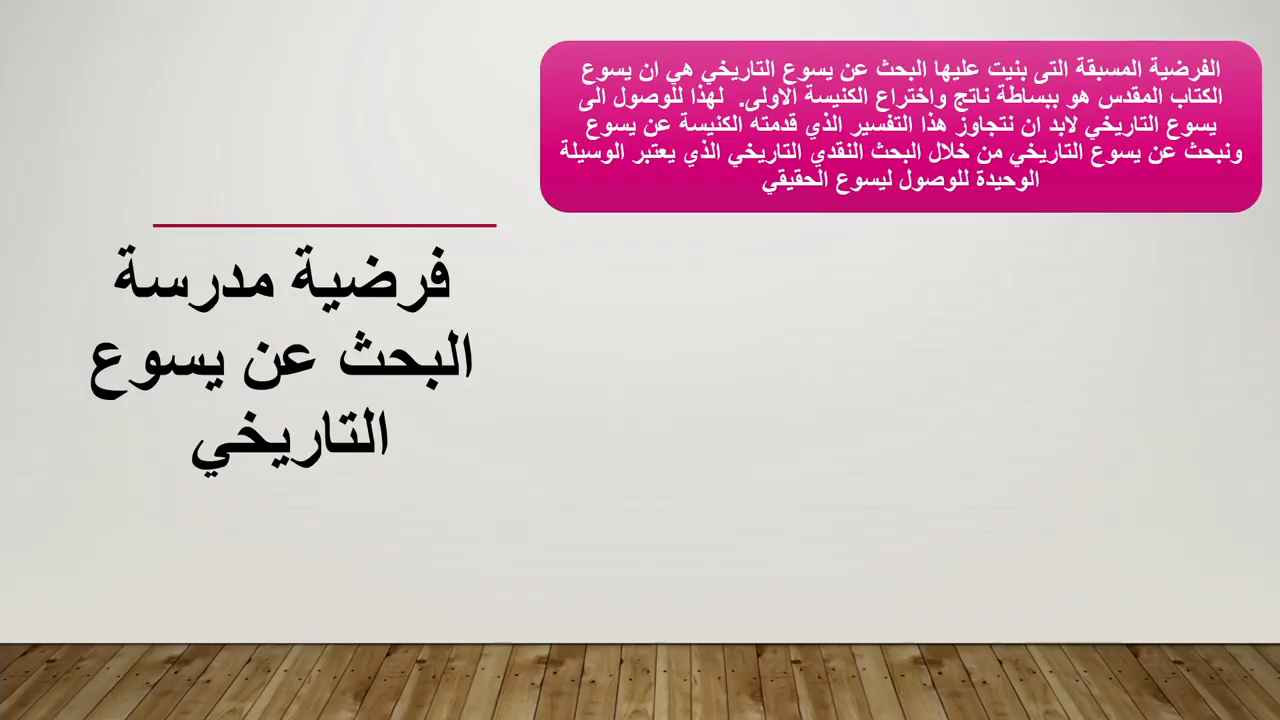 الفرضية المسبقة التى بنيت عليها البحث عن يسوع التاريخي هي ان يسوع
الكتاب المقدس هو ببساطة ناتج واختراع الكنيسة الاولى. لهذا للوصول الى
يسوع التاريخي لابد ان نتجاوز هذا التفسير الذي قدمته الكنيسة عن يسوع
ونبحث عن يسوع التاريخي من خلال البحث النقدي التاريخي الذي يعتبر الوسيلة
الوحيدة للوصول ليسوع الحقيقي
فرضية مدرسة
البحث عن يسوع
التاريخي